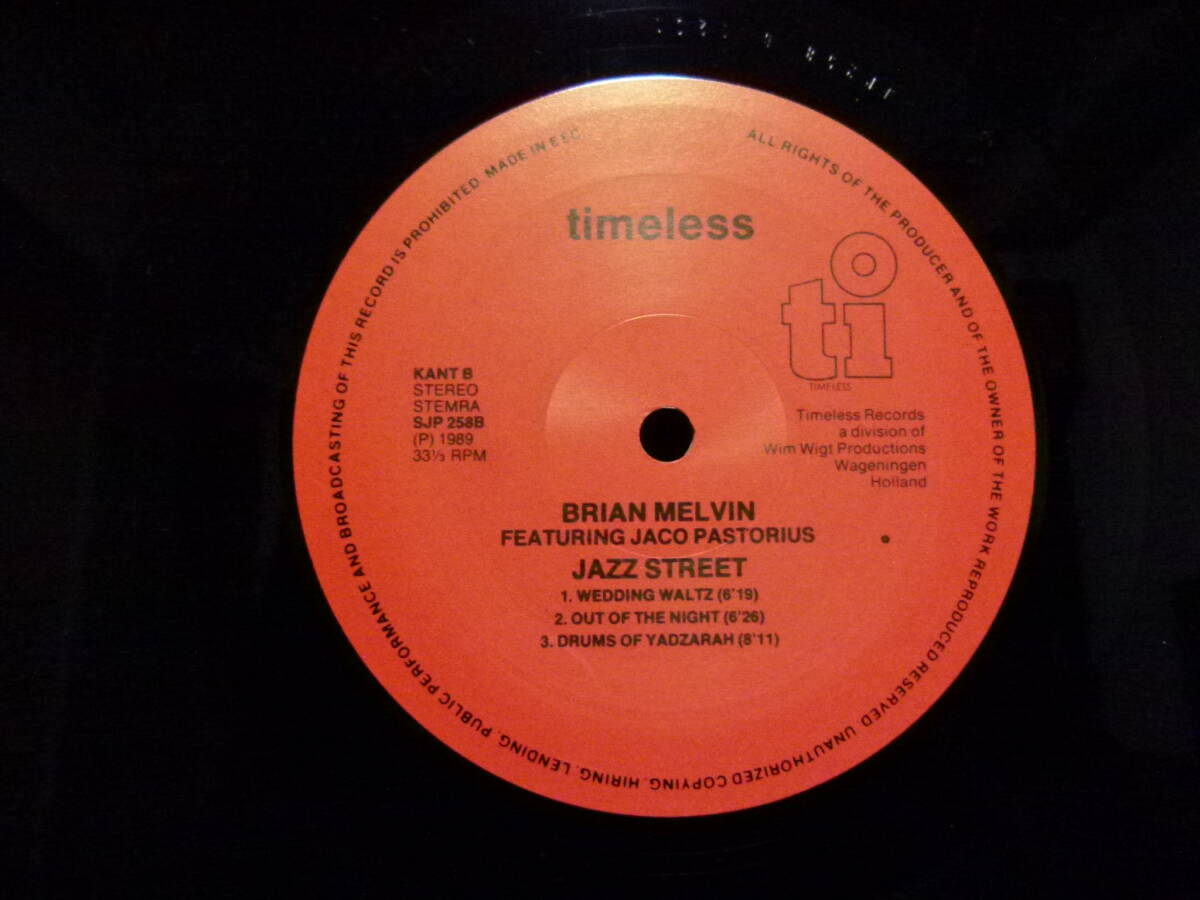 ALL RIGHTS OF THE PRODUCER AND OF THE OWNER OF THE WORK REPRODUCED RESERVED. UNAUTHORIZED COPYING. HIRING. LENDING. PUBLIC PERFORMANCE AND BROADCASTING OF THIS RECORD IS PROHIBITED. MADE IN EEC
timeless
ti
TIMELESS
KANT B
STEREO
STEMRA
SJP 258B
(P) 1989
33⅓ RPM
Timeless Records
a division of
Wim Wigt Productions
Wageningen
Holland
BRIAN MELVIN
FEATURING JACO PASTORIUS
JAZZ STREET
1. WEDDING WALTZ (6'19)
2. OUT OF THE NIGHT (6'26)
3. DRUMS OF YADZARAH (8'11)